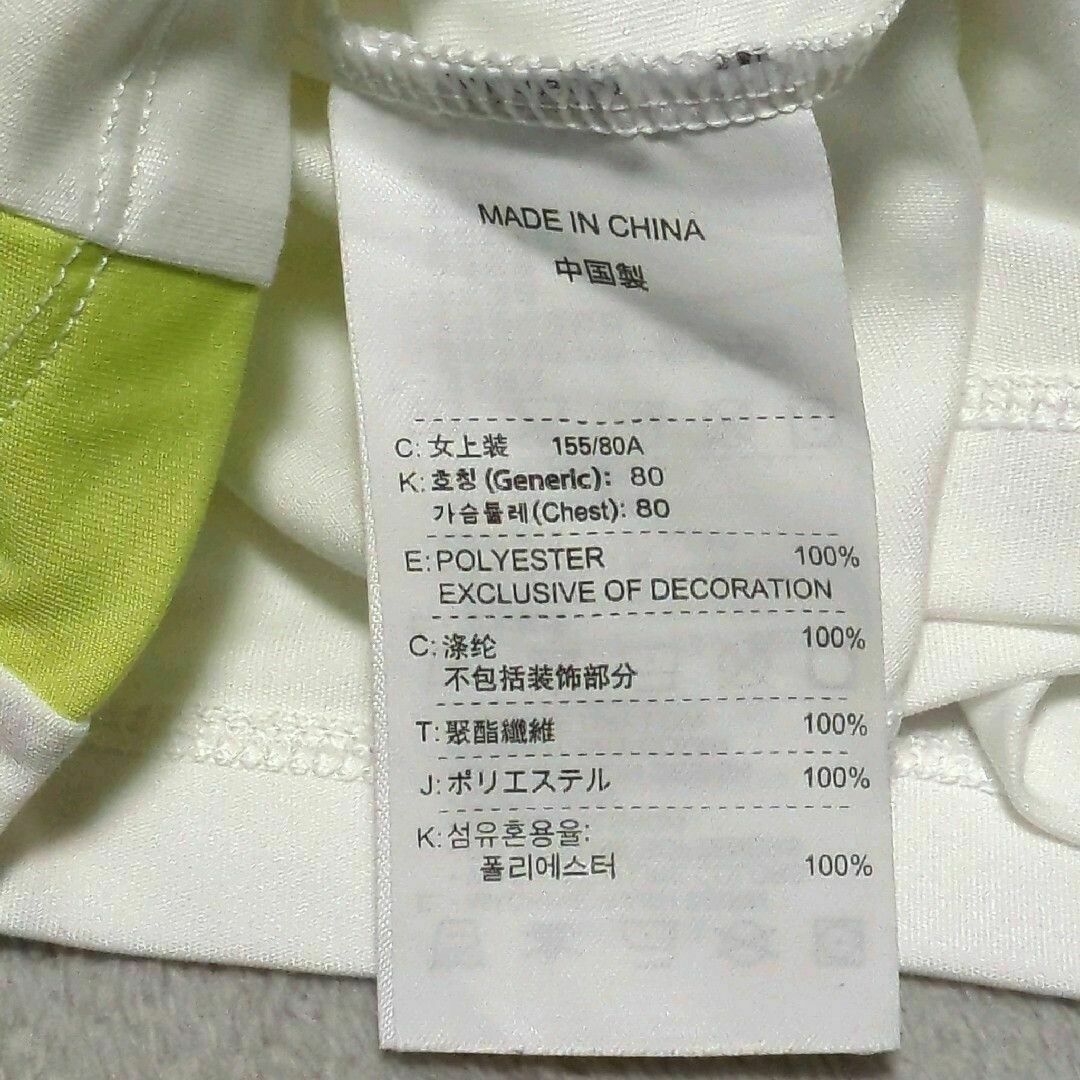 MADE IN CHINA
中国製
C: 女上装 155/80A
K: 호칭 (Generic): 80
가슴둘레(Chest): 80
E: POLYESTER 100%
EXCLUSIVE OF DECORATION
C: 涤纶 100%
不包括装饰部分
T: 聚酯纖維 100%
J: ポリエステル 100%
K: 섬유혼용율:
폴리에스터 100%